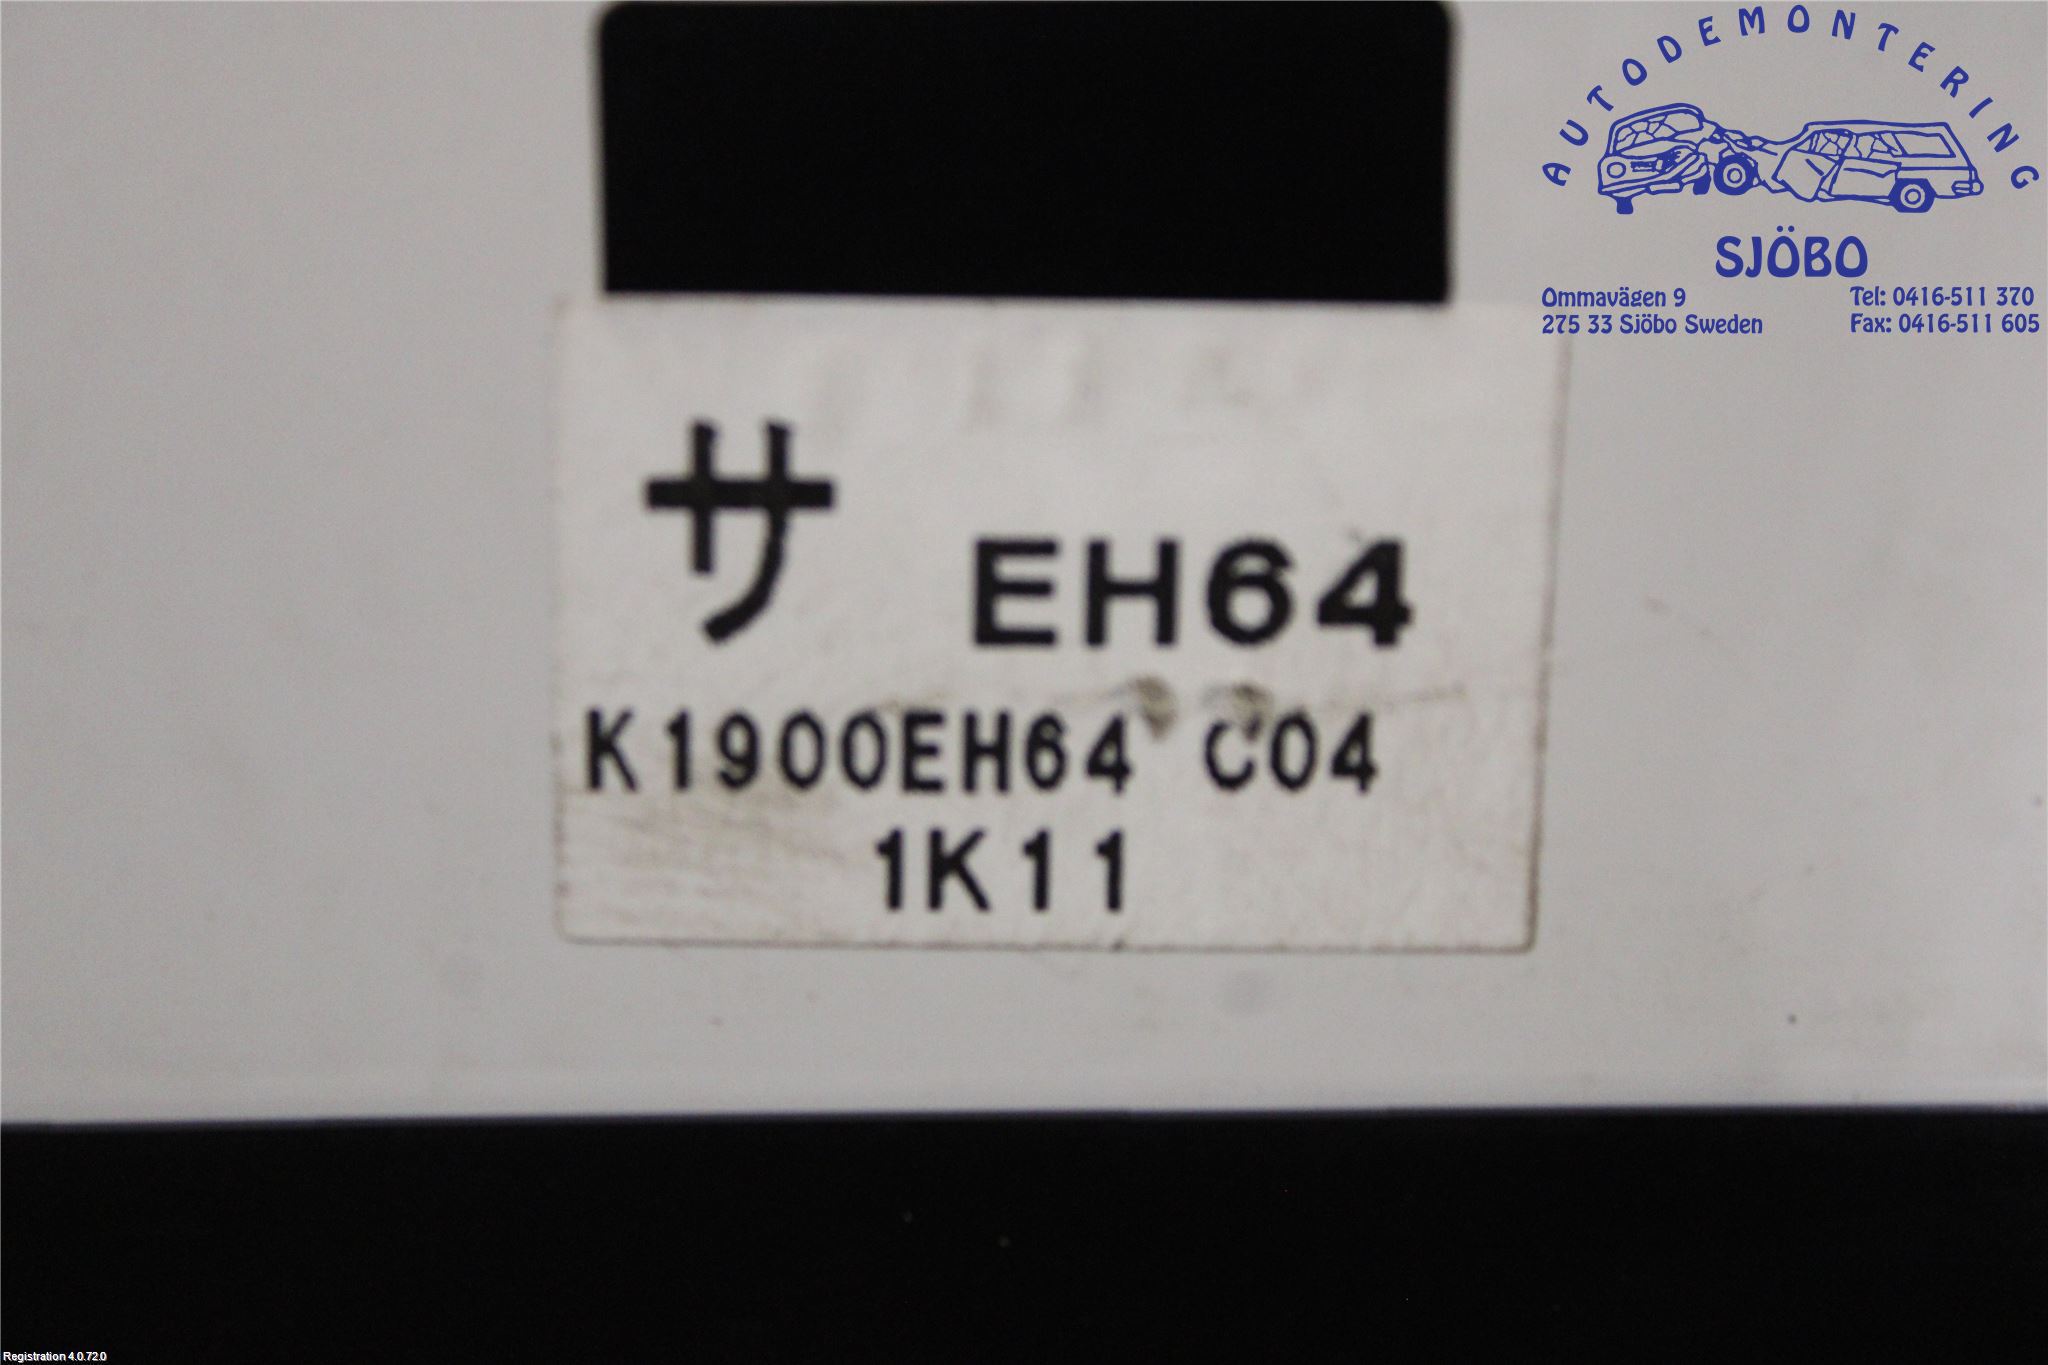 AUTODEMONTERING
SJÖBO
Ommavägen 9
275 33 Sjöbo Sweden
Tel: 0416-511 370
Fax: 0416-511 605
サ EH64
K1900EH64 C04
1K11
Registration 4.0.72.0